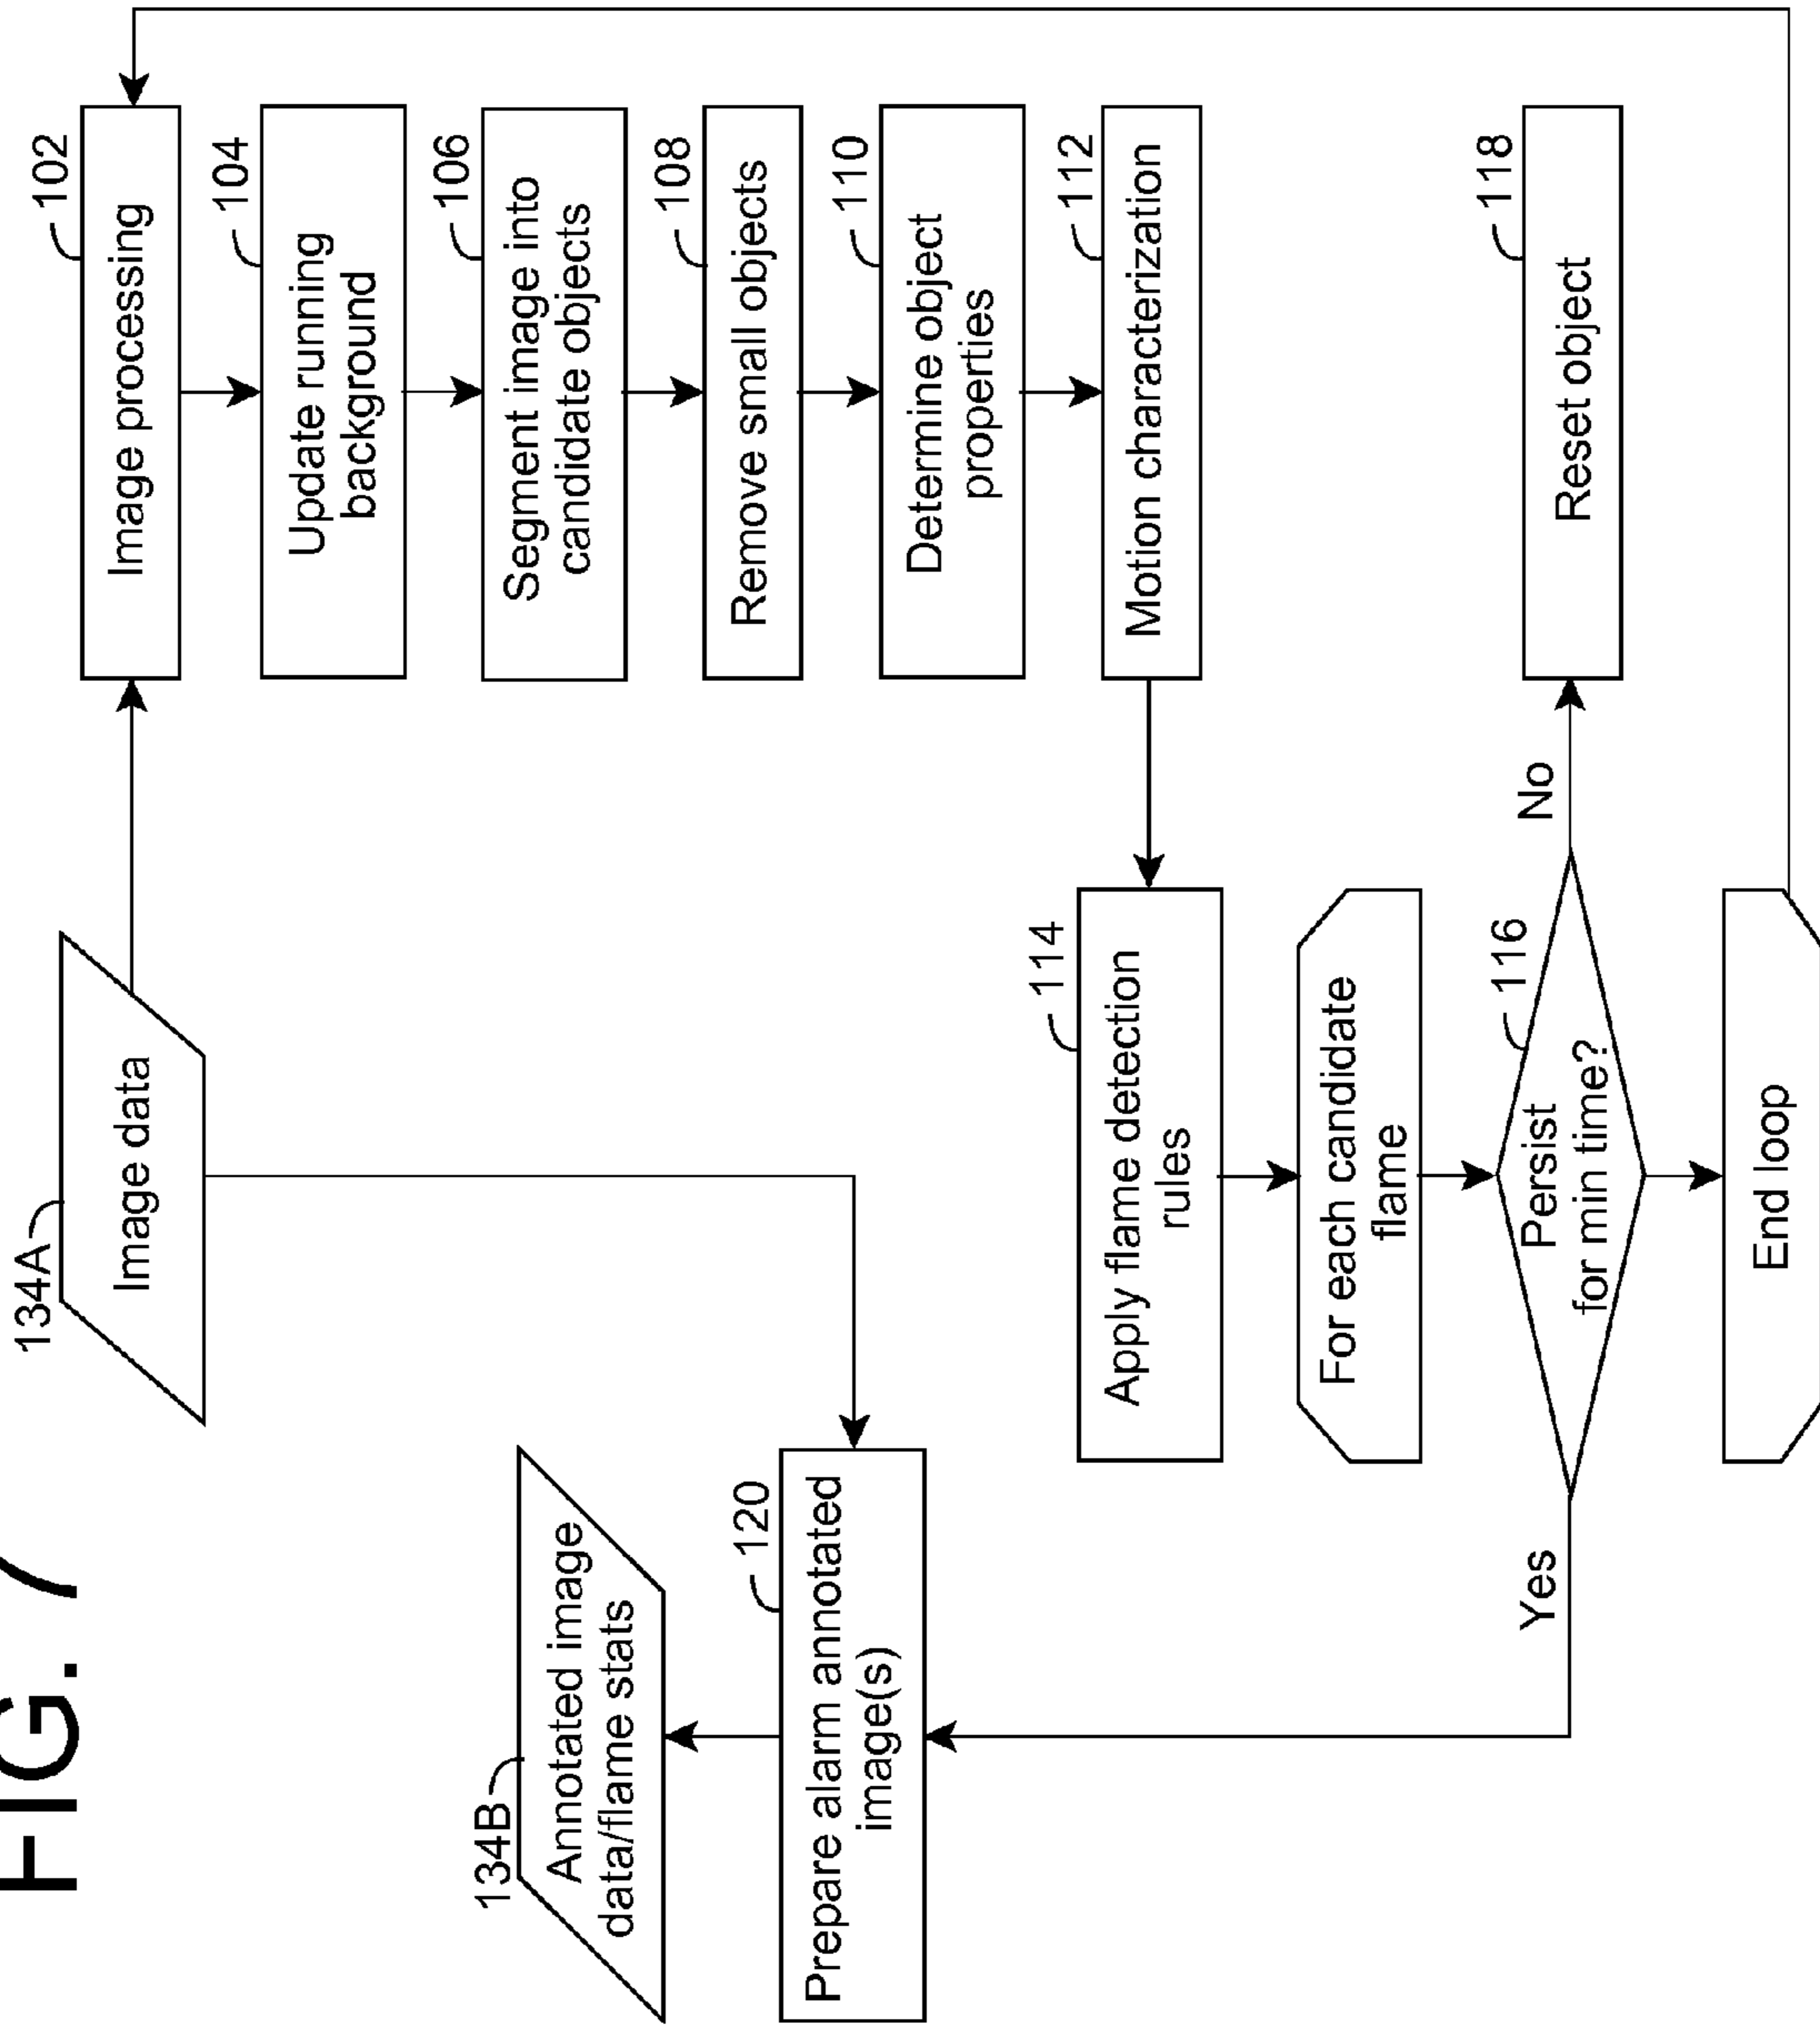 FIG. 7
134A
Image data
102
Image processing
104
Update running
background
106
Segment image into
candidate objects
108
Remove small objects
110
Determine object
properties
112
Motion characterization
134B
Annotated image
data/flame stats
120
Prepare alarm annotated
image(s)
114
Apply flame detection
rules
For each candidate
flame
116
Persist
for min time?
Yes
No
118
Reset object
End loop